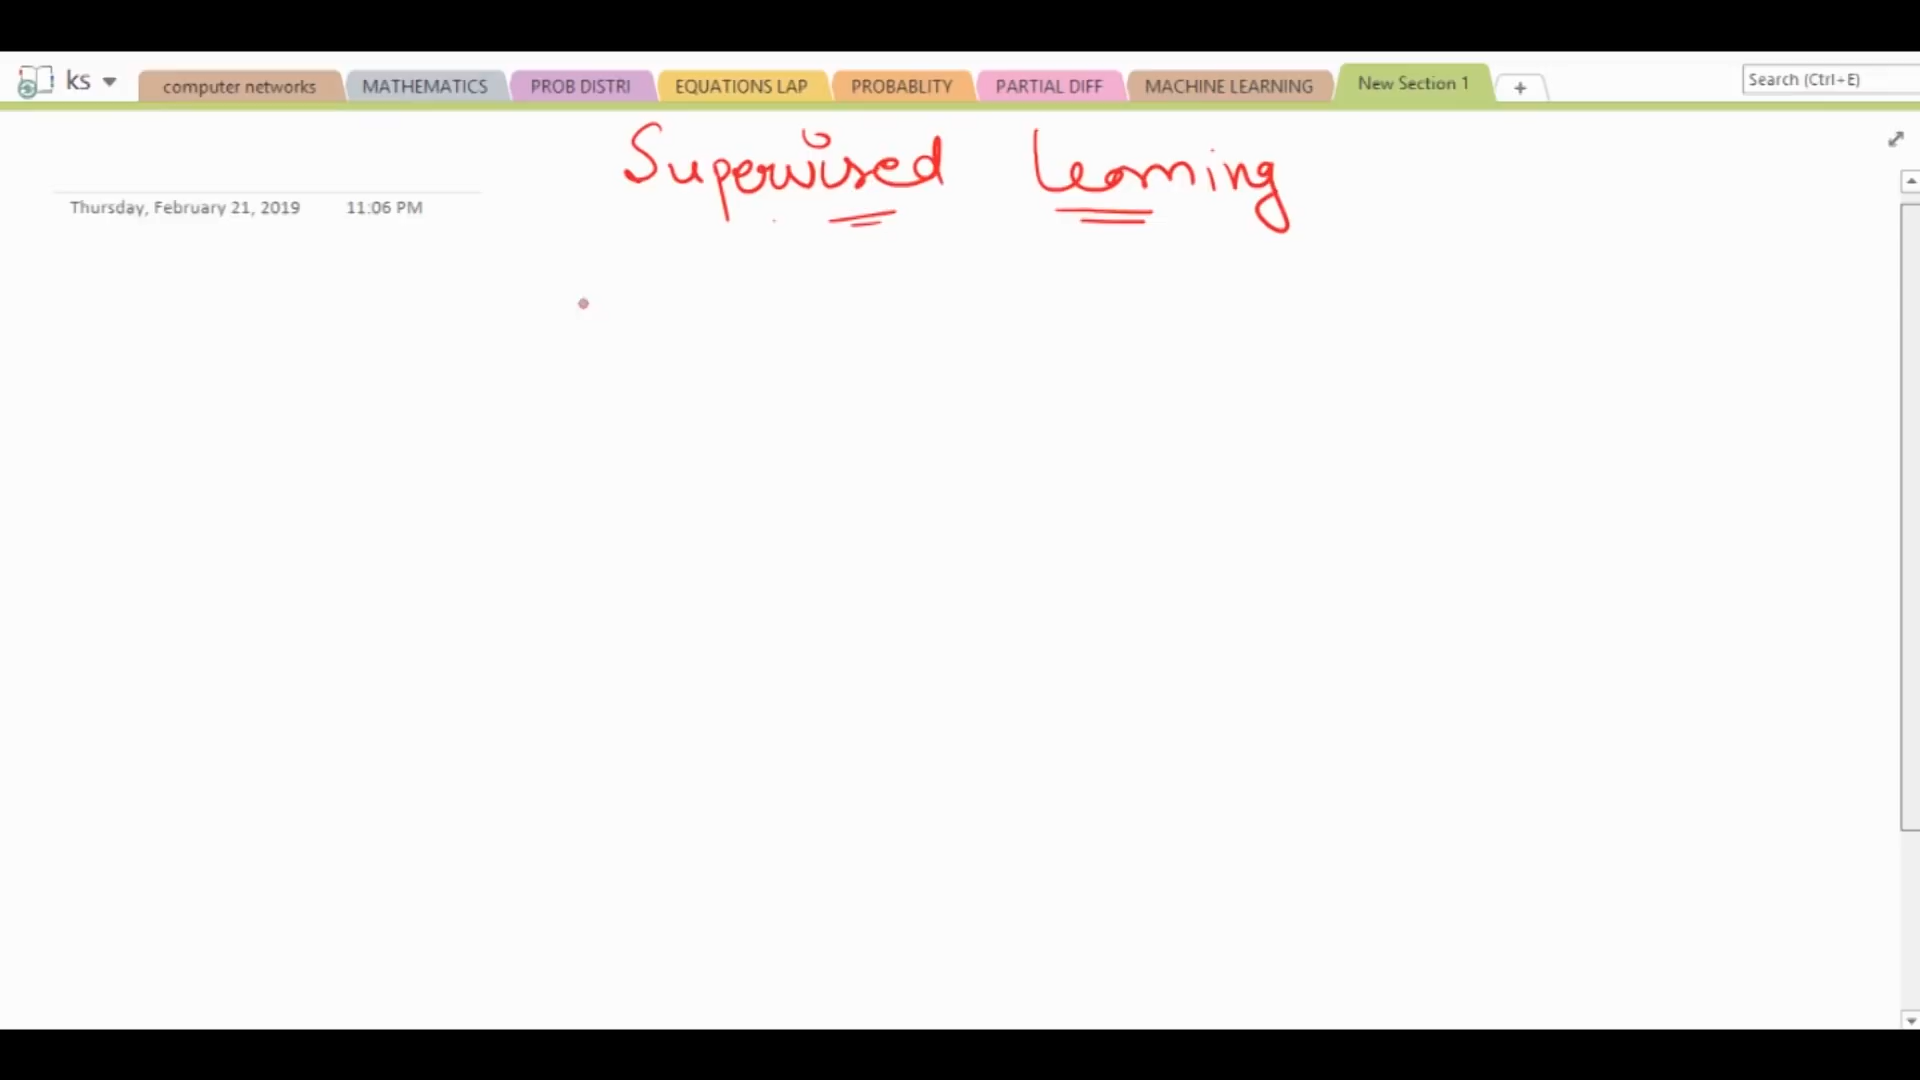 ks computer networks MATHEMATICS PROB DISTRI EQUATIONS LAP PROBABLITY PARTIAL DIFF MACHINE LEARNING New Section 1 + Search (Ctrl+E)
Supervised Learning
Thursday, February 21, 2019 11:06 PM